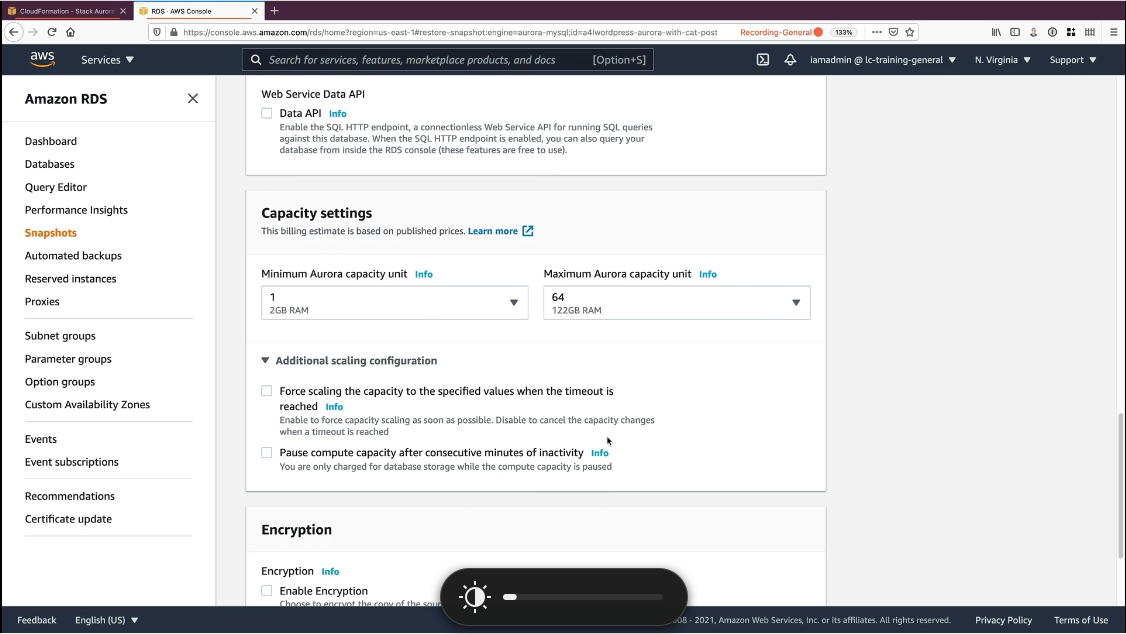 CloudFormation - Stack Auror
RDS · AWS Console
https://console.aws.amazon.com/rds/home?region=us-east-1#restore-snapshot:engine=aurora-mysql;id=a4lwordpress-aurora-with-cat-post
Recording-General
133%
aws
Services
Search for services, features, marketplace products, and docs
[Option+S]
iamadmin @ lc-training-general
N. Virginia
Support
Amazon RDS
Dashboard
Databases
Query Editor
Performance Insights
Snapshots
Automated backups
Reserved instances
Proxies
Subnet groups
Parameter groups
Option groups
Custom Availability Zones
Events
Event subscriptions
Recommendations
Certificate update
Web Service Data API
Data API Info
Enable the SQL HTTP endpoint, a connectionless Web Service API for running SQL queries
against this database. When the SQL HTTP endpoint is enabled, you can also query your
database from inside the RDS console (these features are free to use).
Capacity settings
This billing estimate is based on published prices. Learn more
Minimum Aurora capacity unit Info
1
2GB RAM
Maximum Aurora capacity unit Info
64
122GB RAM
Additional scaling configuration
Force scaling the capacity to the specified values when the timeout is
reached Info
Enable to force capacity scaling as soon as possible. Disable to cancel the capacity changes
when a timeout is reached
Pause compute capacity after consecutive minutes of inactivity Info
You are only charged for database storage while the compute capacity is paused
Encryption
Encryption Info
Enable Encryption
Choose to encrypt the copy of the
Feedback
English (US)
08 - 2021, Amazon Web Services, Inc. or its affiliates. All rights reserved.
Privacy Policy
Terms of Use